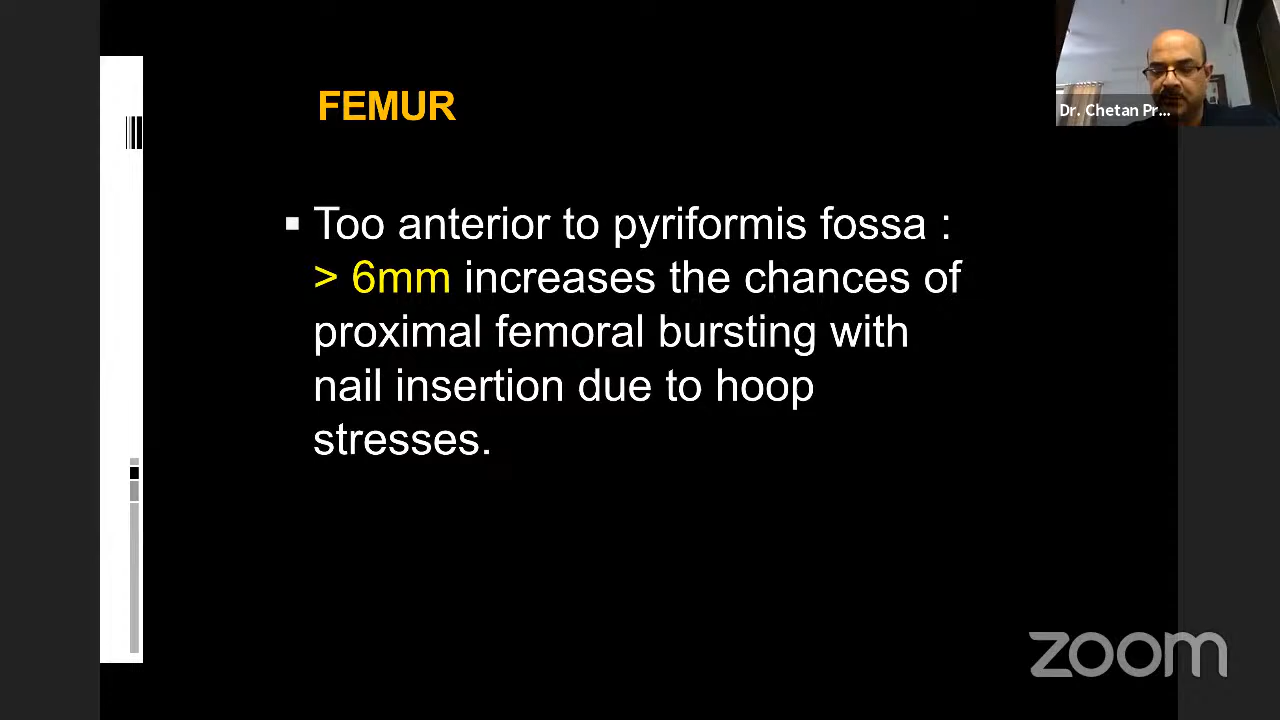 FEMUR
Dr. Chetan Pr...
▪ Too anterior to pyriformis fossa :
> 6mm increases the chances of
proximal femoral bursting with
nail insertion due to hoop
stresses.
zoom